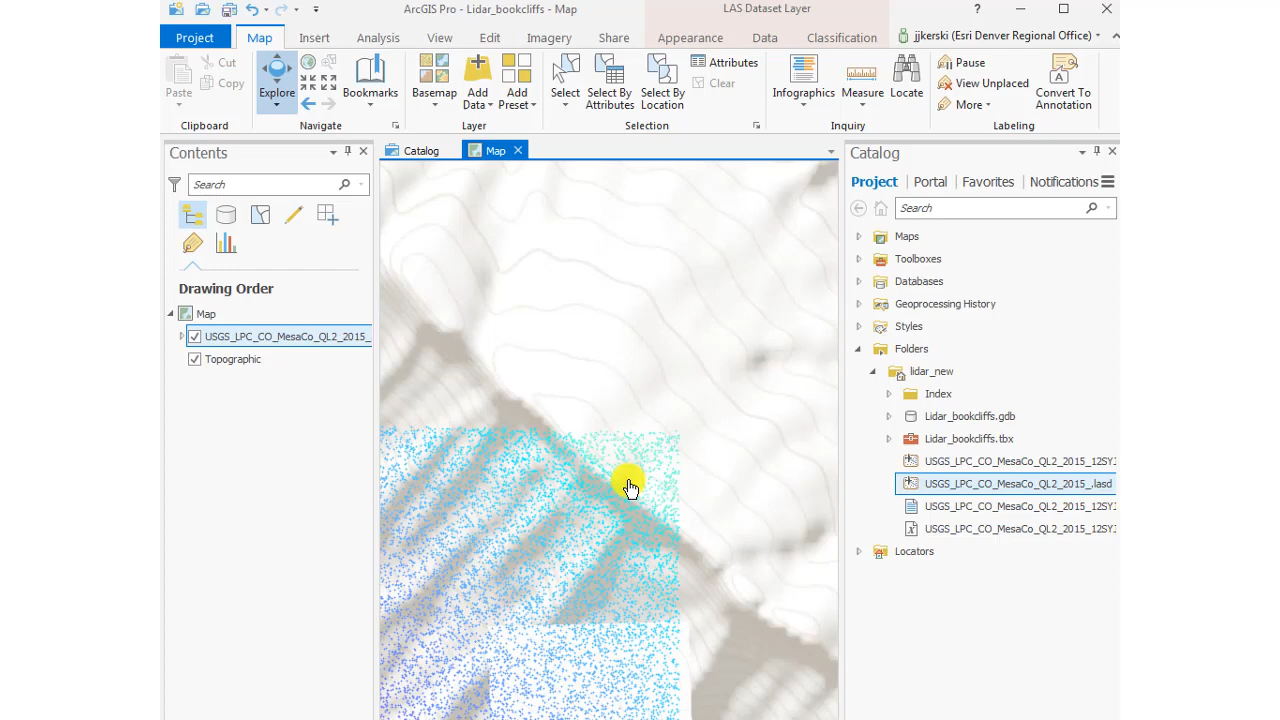 ArcGIS Pro - Lidar_bookcliffs - Map
LAS Dataset Layer
?
Project
Map
Insert
Analysis
View
Edit
Imagery
Share
Appearance
Data
Classification
jjkerski (Esri Denver Regional Office)
Paste
Cut
Copy
Clipboard
Explore
Bookmarks
Navigate
Basemap
Add
Data
Add
Preset
Layer
Select
Select By
Attributes
Select By
Location
Attributes
Clear
Selection
Infographics
Measure
Locate
Inquiry
Pause
View Unplaced
More
Convert To
Annotation
Labeling
Contents
Search
Drawing Order
Map
USGS_LPC_CO_MesaCo_QL2_2015_
Topographic
Catalog
Map
Catalog
Project
Portal
Favorites
Notifications
Search
Maps
Toolboxes
Databases
Geoprocessing History
Styles
Folders
lidar_new
Index
Lidar_bookcliffs.gdb
Lidar_bookcliffs.tbx
USGS_LPC_CO_MesaCo_QL2_2015_12SYJ
USGS_LPC_CO_MesaCo_QL2_2015_.lasd
USGS_LPC_CO_MesaCo_QL2_2015_12SYJ
USGS_LPC_CO_MesaCo_QL2_2015_12SYJ
Locators